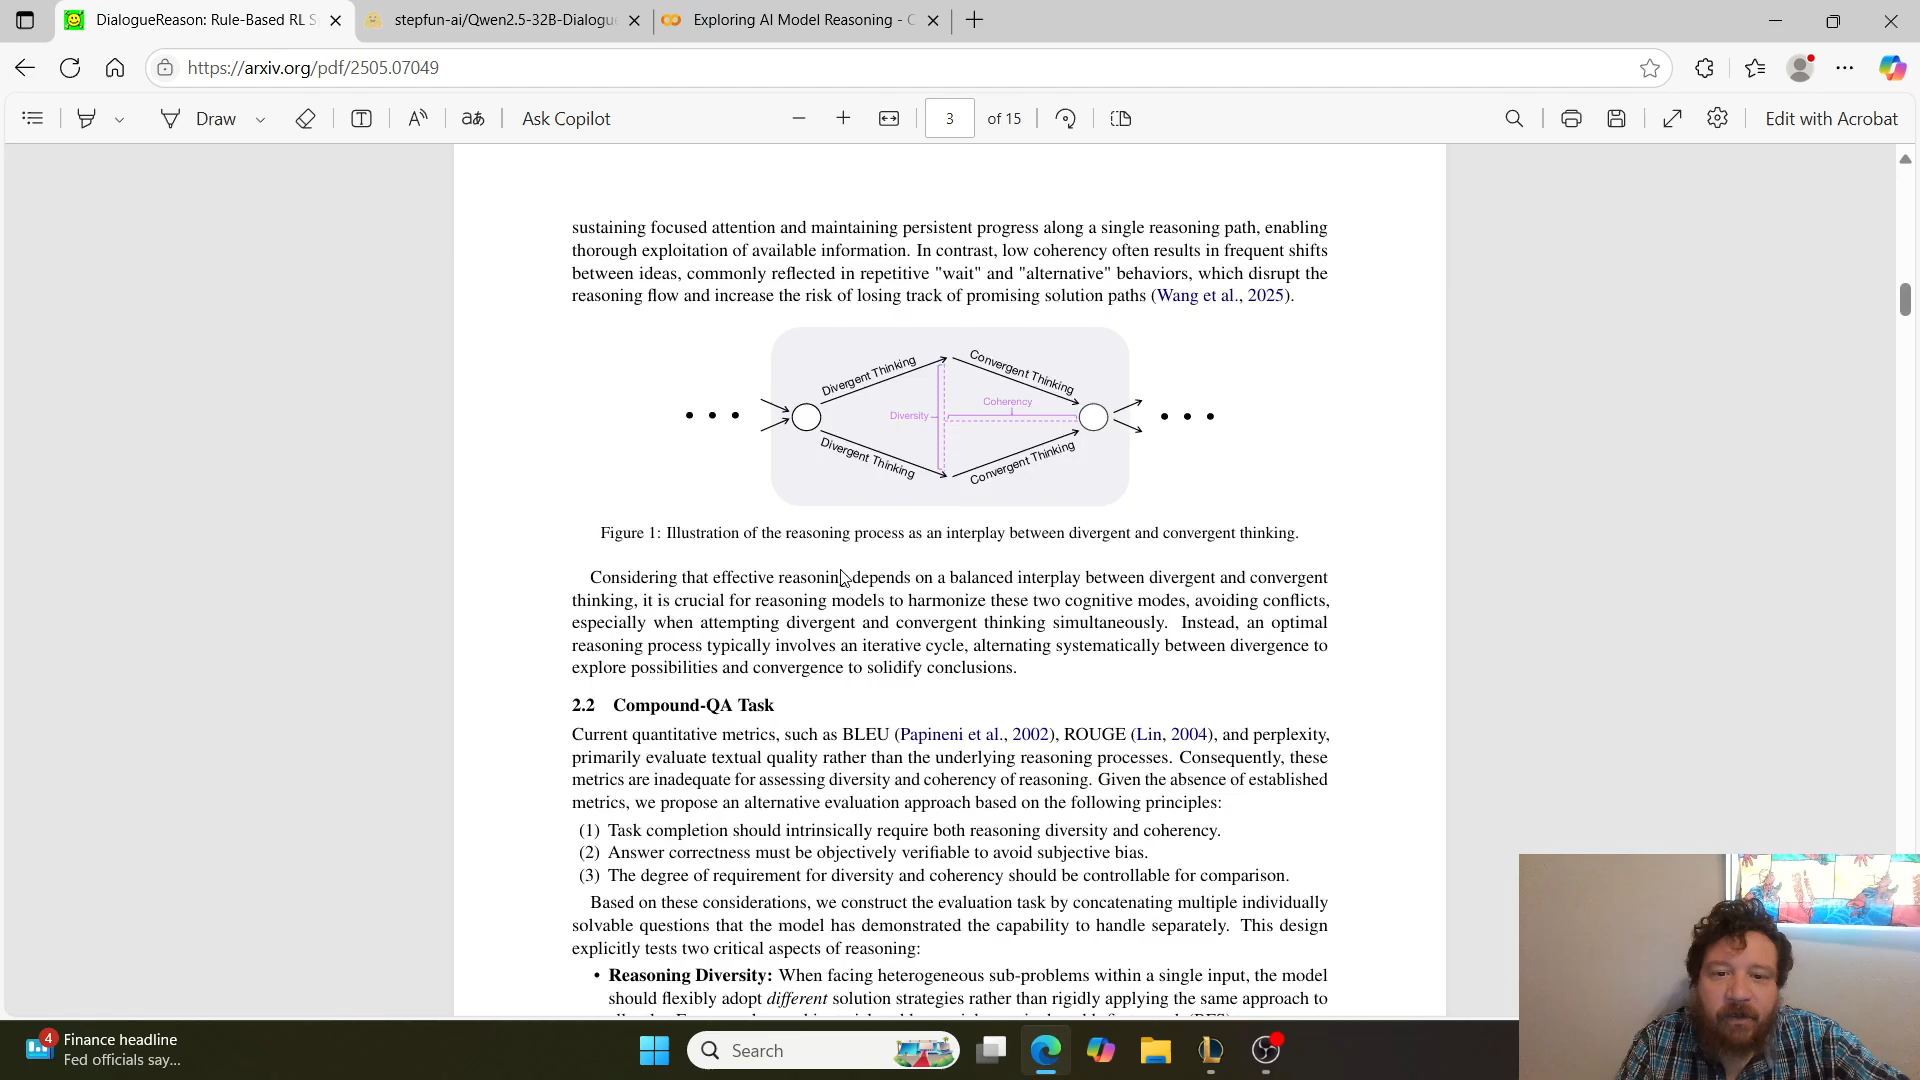 DialogueReason: Rule-Based RL S
stepfun-ai/Qwen2.5-32B-Dialogu
Exploring AI Model Reasoning - C
https://arxiv.org/pdf/2505.07049
Draw
aあ
Ask Copilot
3 of 15
Edit with Acrobat
sustaining focused attention and maintaining persistent progress along a single reasoning path, enabling
thorough exploitation of available information. In contrast, low coherency often results in frequent shifts
between ideas, commonly reflected in repetitive "wait" and "alternative" behaviors, which disrupt the
reasoning flow and increase the risk of losing track of promising solution paths (Wang et al., 2025).
Divergent Thinking
Convergent Thinking
Diversity
Coherency
Divergent Thinking
Convergent Thinking
Figure 1: Illustration of the reasoning process as an interplay between divergent and convergent thinking.
Considering that effective reasoning depends on a balanced interplay between divergent and convergent
thinking, it is crucial for reasoning models to harmonize these two cognitive modes, avoiding conflicts,
especially when attempting divergent and convergent thinking simultaneously. Instead, an optimal
reasoning process typically involves an iterative cycle, alternating systematically between divergence to
explore possibilities and convergence to solidify conclusions.
2.2 Compound-QA Task
Current quantitative metrics, such as BLEU (Papineni et al., 2002), ROUGE (Lin, 2004), and perplexity,
primarily evaluate textual quality rather than the underlying reasoning processes. Consequently, these
metrics are inadequate for assessing diversity and coherency of reasoning. Given the absence of established
metrics, we propose an alternative evaluation approach based on the following principles:
(1) Task completion should intrinsically require both reasoning diversity and coherency.
(2) Answer correctness must be objectively verifiable to avoid subjective bias.
(3) The degree of requirement for diversity and coherency should be controllable for comparison.
Based on these considerations, we construct the evaluation task by concatenating multiple individually
solvable questions that the model has demonstrated the capability to handle separately. This design
explicitly tests two critical aspects of reasoning:
• Reasoning Diversity: When facing heterogeneous sub-problems within a single input, the model
should flexibly adopt different solution strategies rather than rigidly applying the same approach to
4
Finance headline
Fed officials say...
Search